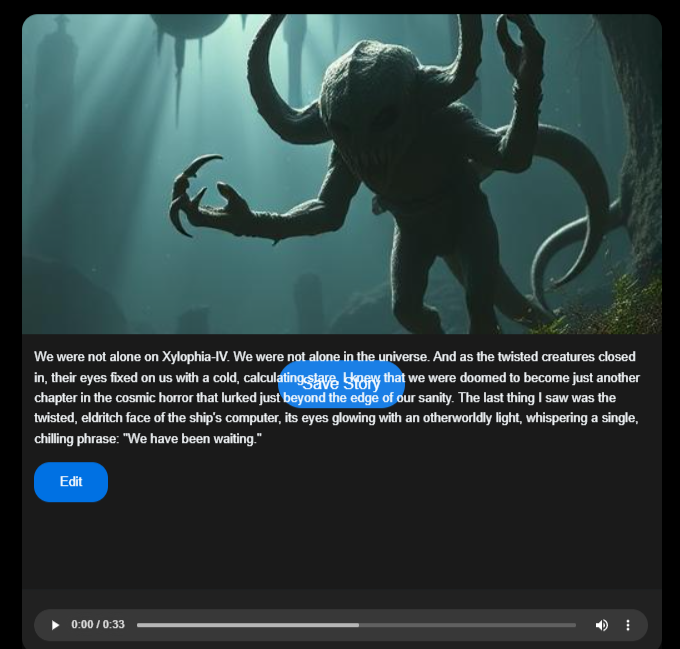 We were not alone on Xylophia-IV. We were not alone in the universe. And as the twisted creatures closed
in, their eyes fixed on us with a cold, calculating stare, I knew that we were doomed to become just another
Save Story
chapter in the cosmic horror that lurked just beyond the edge of our sanity. The last thing I saw was the
twisted, eldritch face of the ship's computer, its eyes glowing with an otherworldly light, whispering a single,
chilling phrase: "We have been waiting."
Edit
0:00 / 0:33